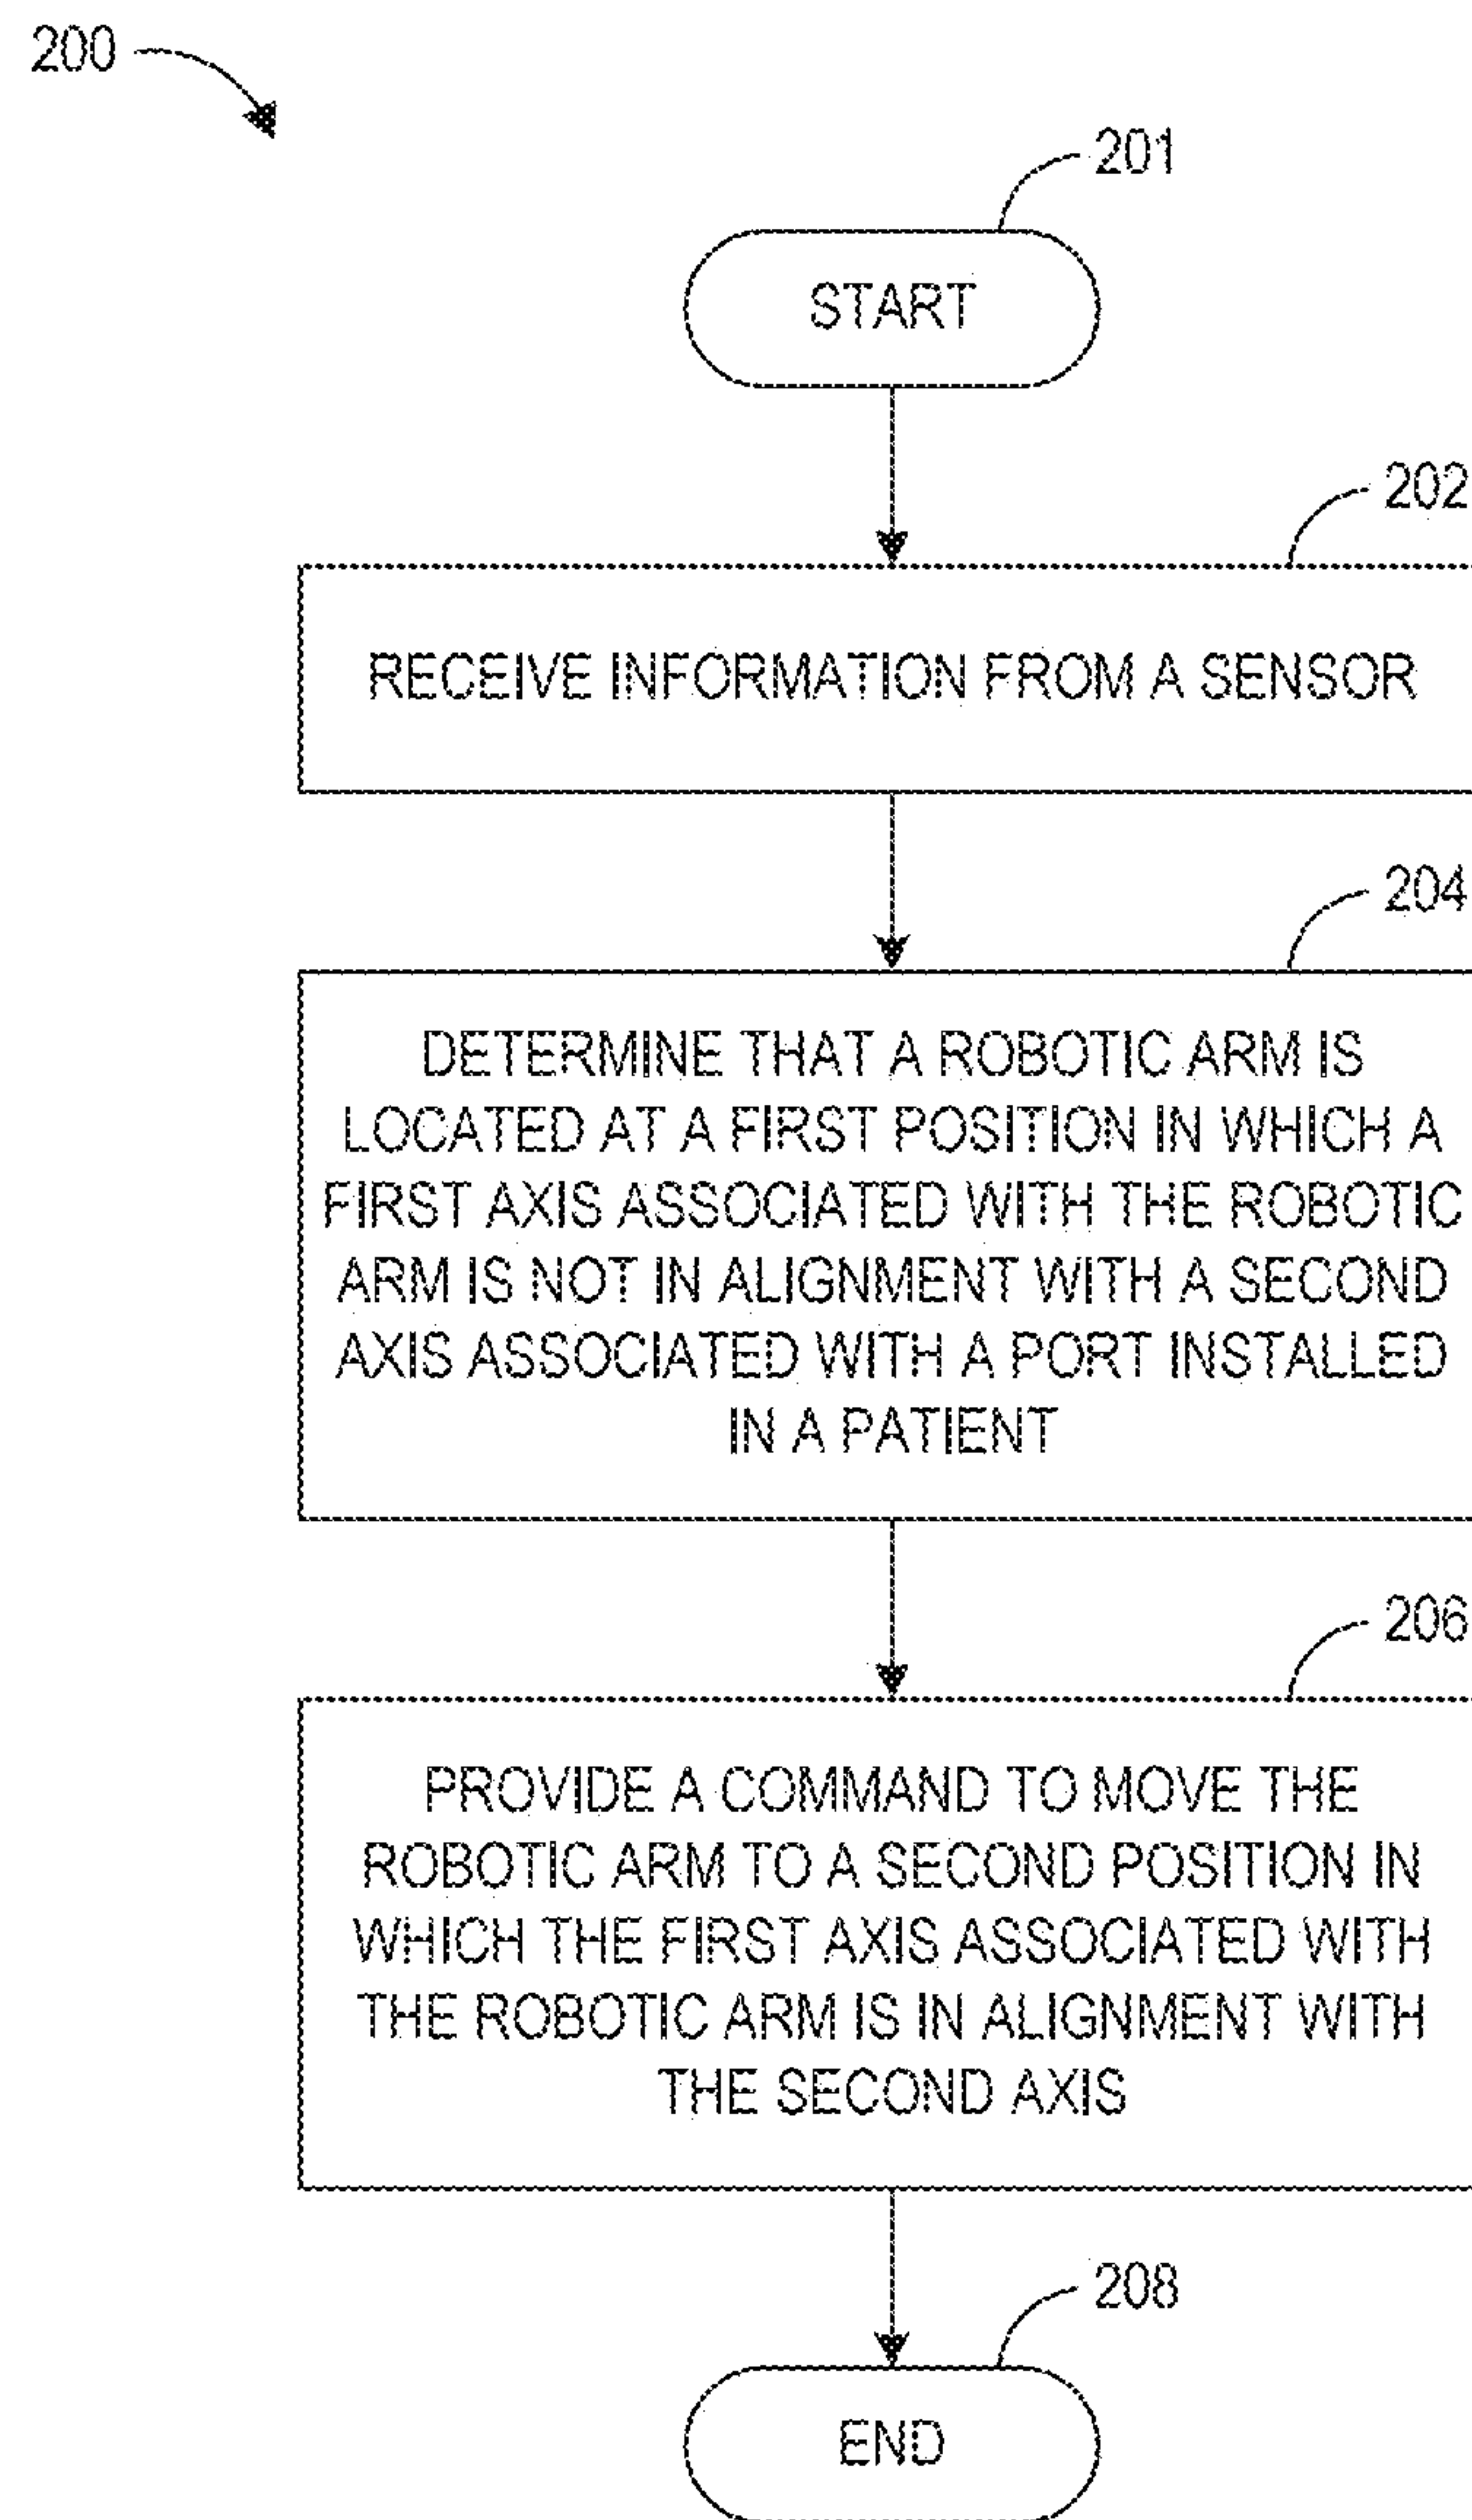 200
201
START
202
RECEIVE INFORMATION FROM A SENSOR
204
DETERMINE THAT A ROBOTIC ARM IS
LOCATED AT A FIRST POSITION IN WHICH A
FIRST AXIS ASSOCIATED WITH THE ROBOTIC
ARM IS NOT IN ALIGNMENT WITH A SECOND
AXIS ASSOCIATED WITH A PORT INSTALLED
IN A PATIENT
206
PROVIDE A COMMAND TO MOVE THE
ROBOTIC ARM TO A SECOND POSITION IN
WHICH THE FIRST AXIS ASSOCIATED WITH
THE ROBOTIC ARM IS IN ALIGNMENT WITH
THE SECOND AXIS
208
END